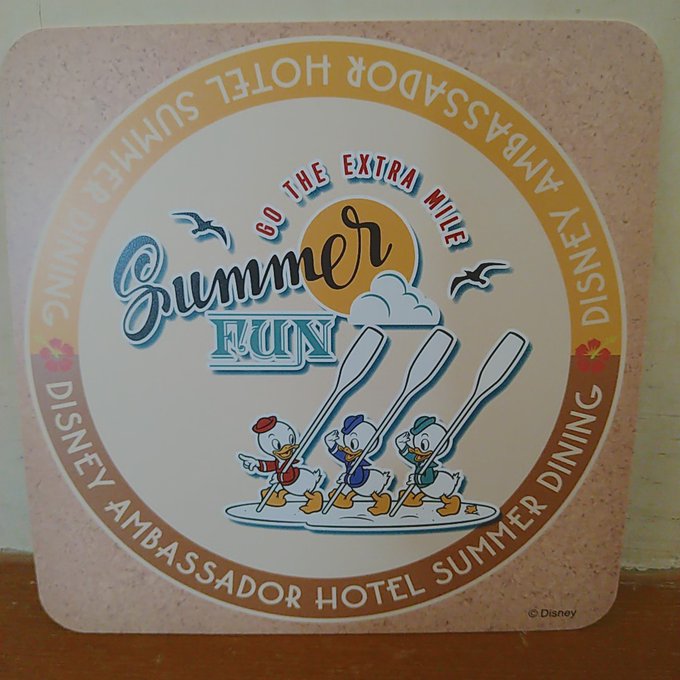 DISNEY AMBASSADOR HOTEL SUMMER DINING
GO THE EXTRA MILE
Summer
FUN
DISNEY AMBASSADOR HOTEL SUMMER DINING
© Disney